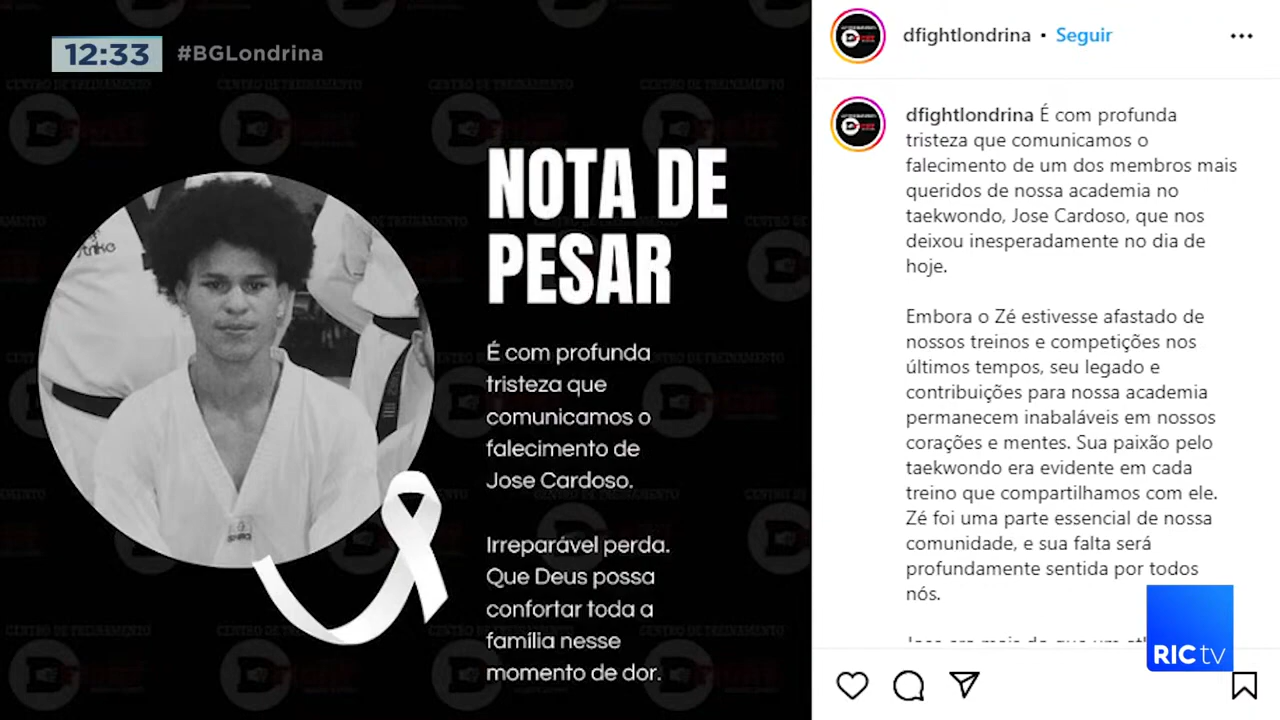 12:33 #BGLondrina
NOTA DE
PESAR
É com profunda
tristeza que
comunicamos o
falecimento de
Jose Cardoso.
Irreparável perda.
Que Deus possa
confortar toda a
família nesse
momento de dor.
dfightlondrina • Seguir
dfightlondrina É com profunda
tristeza que comunicamos o
falecimento de um dos membros mais
queridos de nossa academia no
taekwondo, Jose Cardoso, que nos
deixou inesperadamente no dia de
hoje.
Embora o Zé estivesse afastado de
nossos treinos e competições nos
últimos tempos, seu legado e
contribuições para nossa academia
permanecem inabaláveis em nossos
corações e mentes. Sua paixão pelo
taekwondo era evidente em cada
treino que compartilhamos com ele.
Zé foi uma parte essencial de nossa
comunidade, e sua falta será
profundamente sentida por todos
nós.
RIC tv